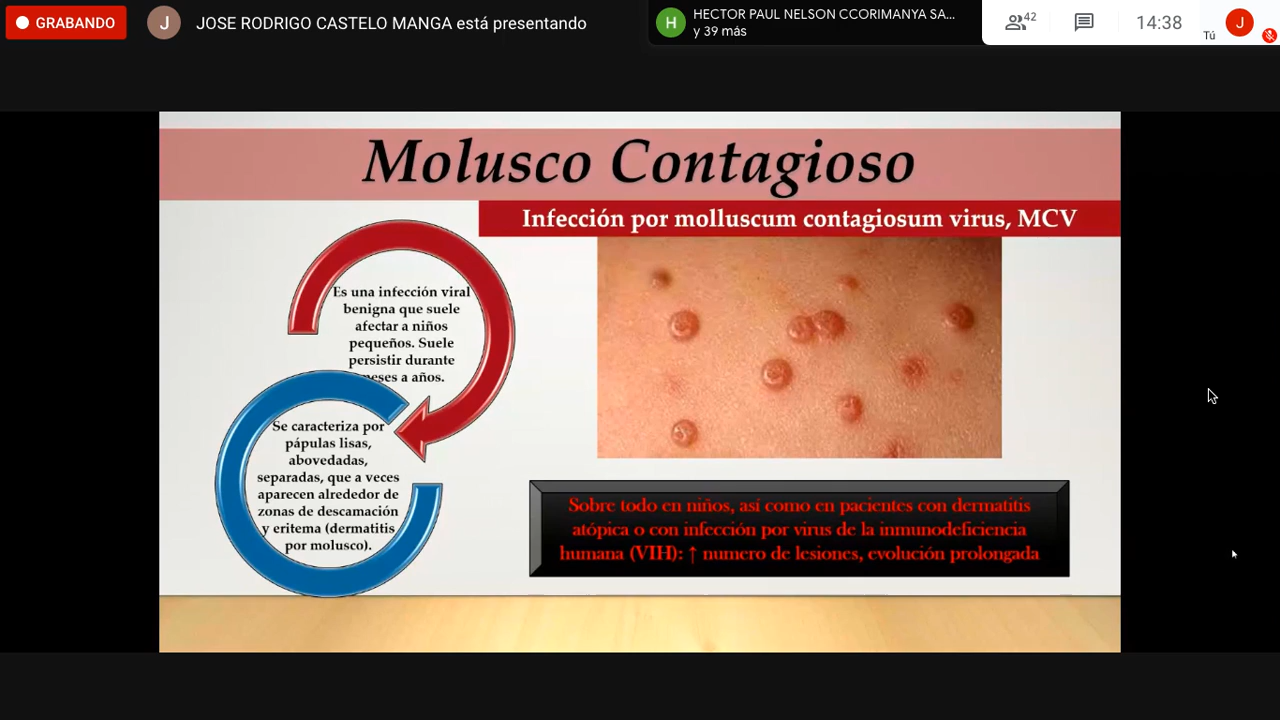 GRABANDO
J
JOSE RODRIGO CASTELO MANGA está presentando
H
HECTOR PAUL NELSON CCORIMANYA SA...
y 39 más
42
14:38
Tú
J
Molusco Contagioso
Infección por molluscum contagiosum virus, MCV
Es una infección viral
benigna que suele
afectar a niños
pequeños. Suele
persistir durante
meses a años.
Se caracteriza por
pápulas lisas,
abovedadas,
separadas, que a veces
aparecen alrededor de
zonas de descamación
y eritema (dermatitis
por molusco).
Sobre todo en niños, así como en pacientes con dermatitis
atópica o con infección por virus de la inmunodeficiencia
humana (VIH): ↑ numero de lesiones, evolución prolongada